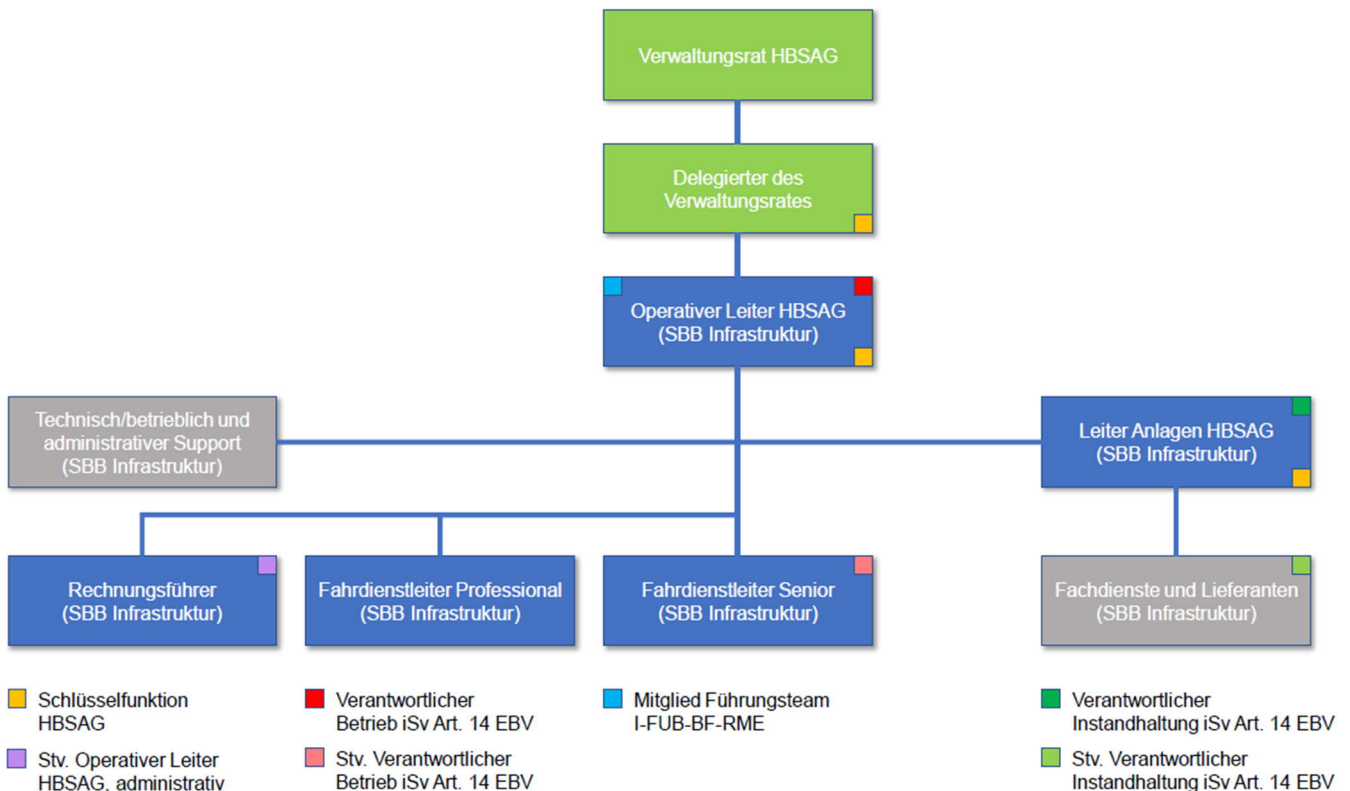 Verwaltungsrat HBSAG
Delegierter des
Verwaltungsrates
Operativer Leiter HBSAG
(SBB Infrastruktur)
Technisch/betrieblich und
administrativer Support
(SBB Infrastruktur)
Leiter Anlagen HBSAG
(SBB Infrastruktur)
Rechnungsführer
(SBB Infrastruktur)
Fahrdienstleiter Professional
(SBB Infrastruktur)
Fahrdienstleiter Senior
(SBB Infrastruktur)
Fachdienste und Lieferanten
(SBB Infrastruktur)
Schlüsselfunktion
HBSAG
Stv. Operativer Leiter
HBSAG, administrativ
Verantwortlicher
Betrieb iSv Art. 14 EBV
Stv. Verantwortlicher
Betrieb iSv Art. 14 EBV
Mitglied Führungsteam
I-FUB-BF-RME
Verantwortlicher
Instandhaltung iSv Art. 14 EBV
Stv. Verantwortlicher
Instandhaltung iSv Art. 14 EBV